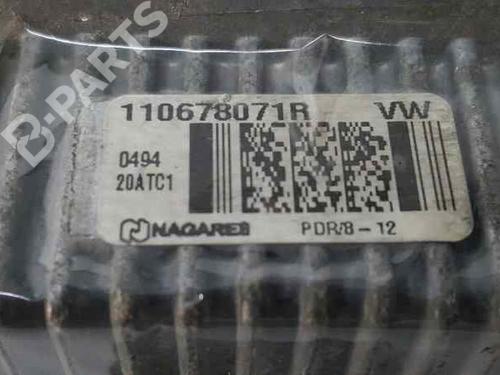 B-PARTS
110678071R VW
0494
20ATC1
NAGARES PDR/8-12